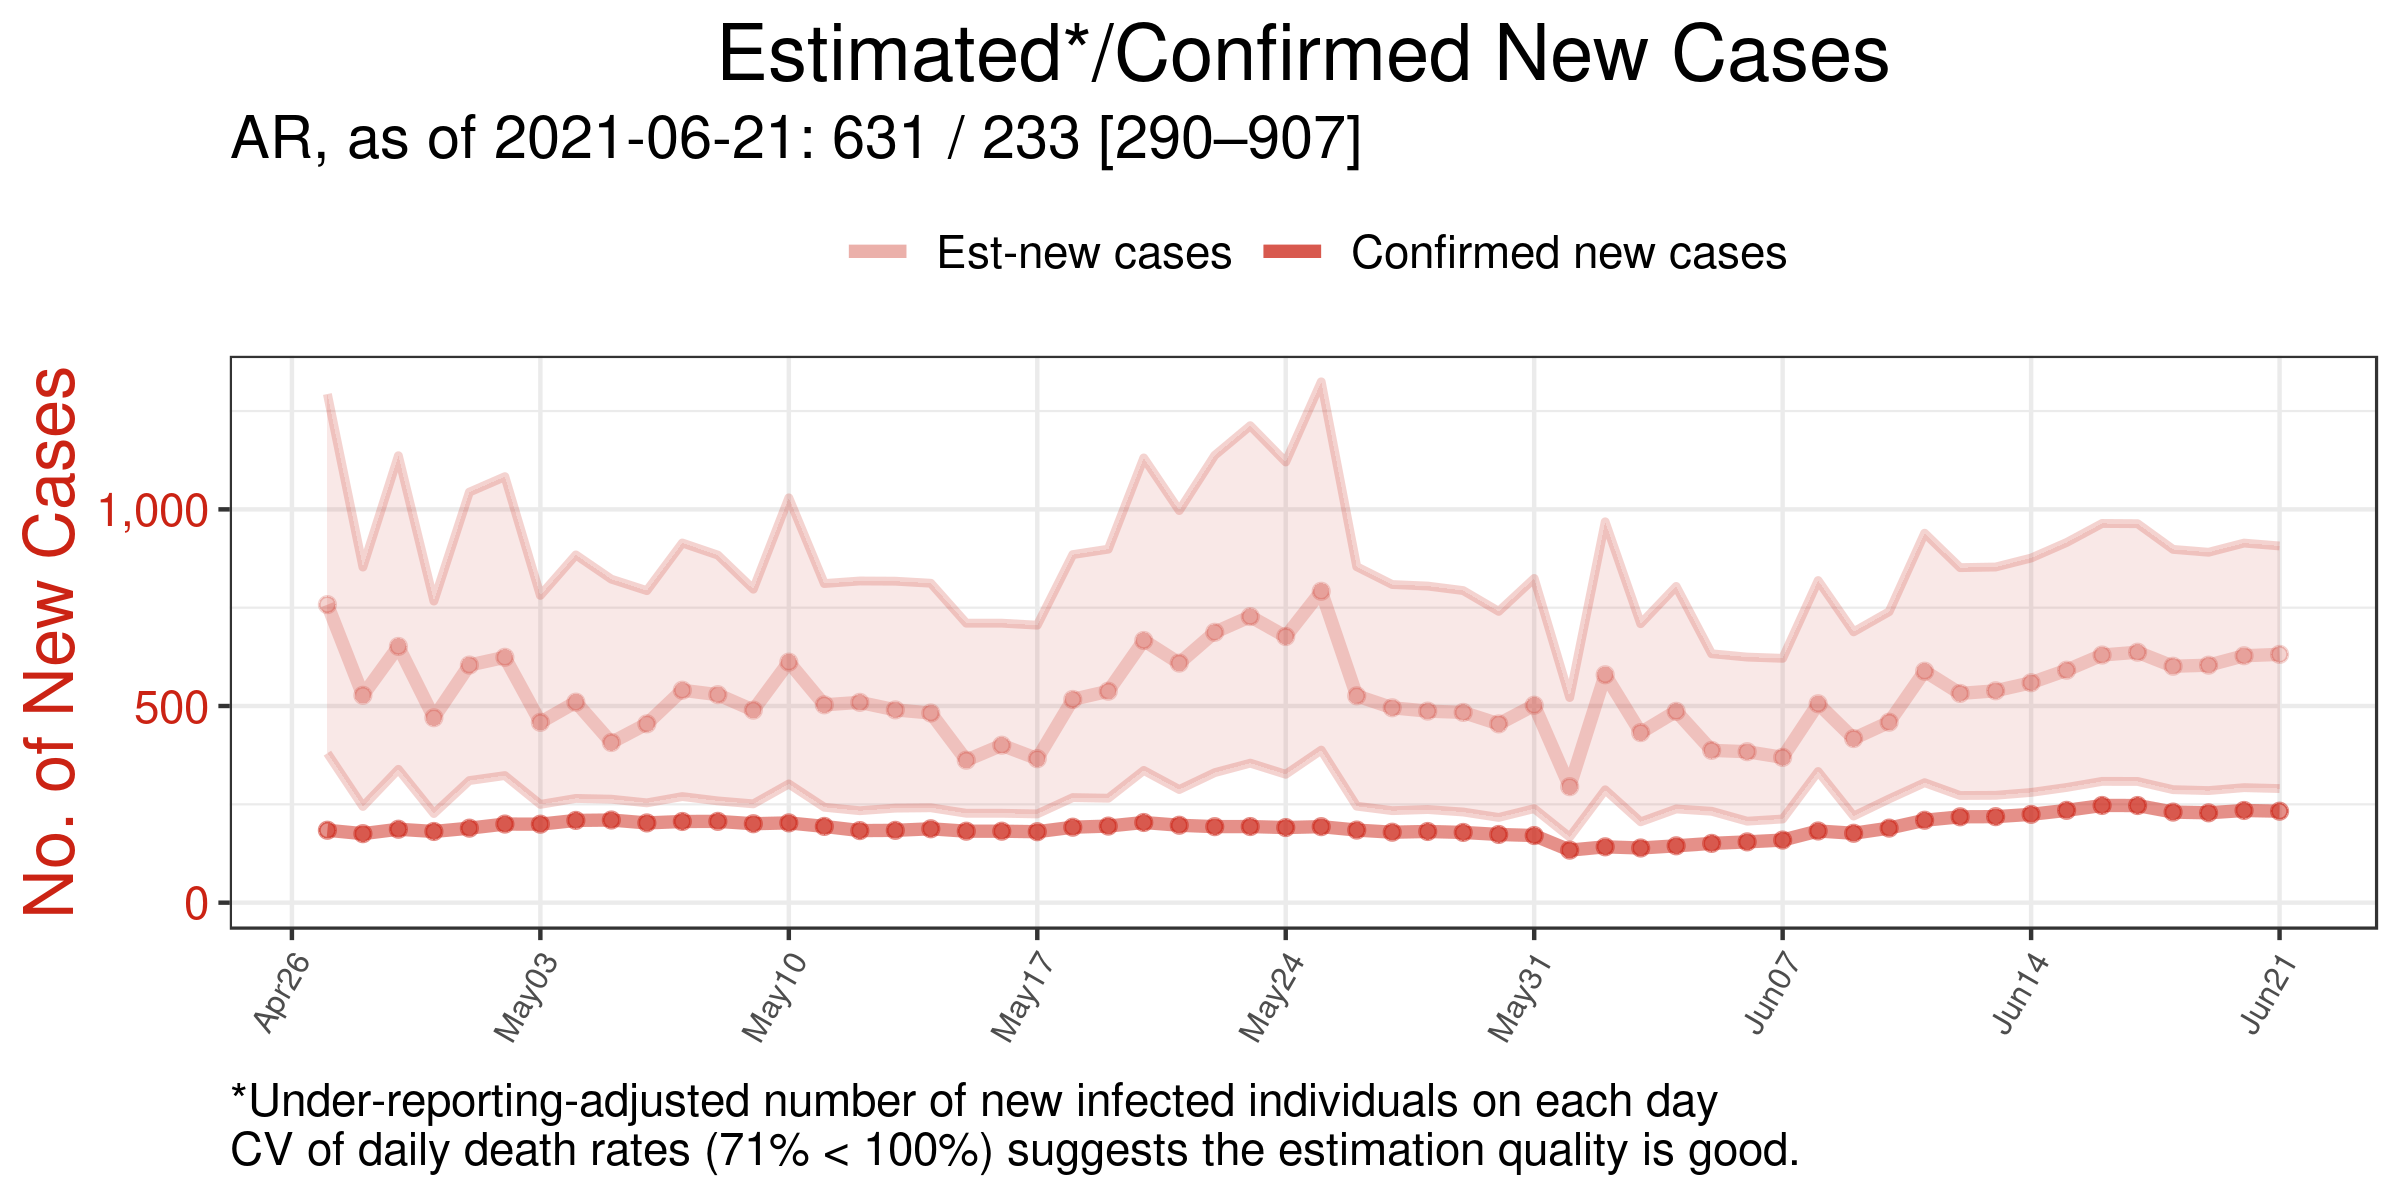 Estimated*/Confirmed New Cases
AR, as of 2021-06-21: 631 / 233 [290–907]
Est-new cases
Confirmed new cases
No. of New Cases
1,000
500
0
Apr26
May03
May10
May17
May24
May31
Jun07
Jun14
Jun21
*Under-reporting-adjusted number of new infected individuals on each day
CV of daily death rates (71% < 100%) suggests the estimation quality is good.